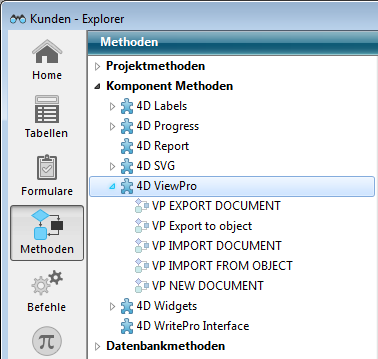 Kunden - Explorer
Home
Tabellen
Formulare
Methoden
Befehle
π
Methoden
Projektmethoden
Komponent Methoden
4D Labels
4D Progress
4D Report
4D SVG
4D ViewPro
VP EXPORT DOCUMENT
VP Export to object
VP IMPORT DOCUMENT
VP IMPORT FROM OBJECT
VP NEW DOCUMENT
4D Widgets
4D WritePro Interface
Datenbankmethoden